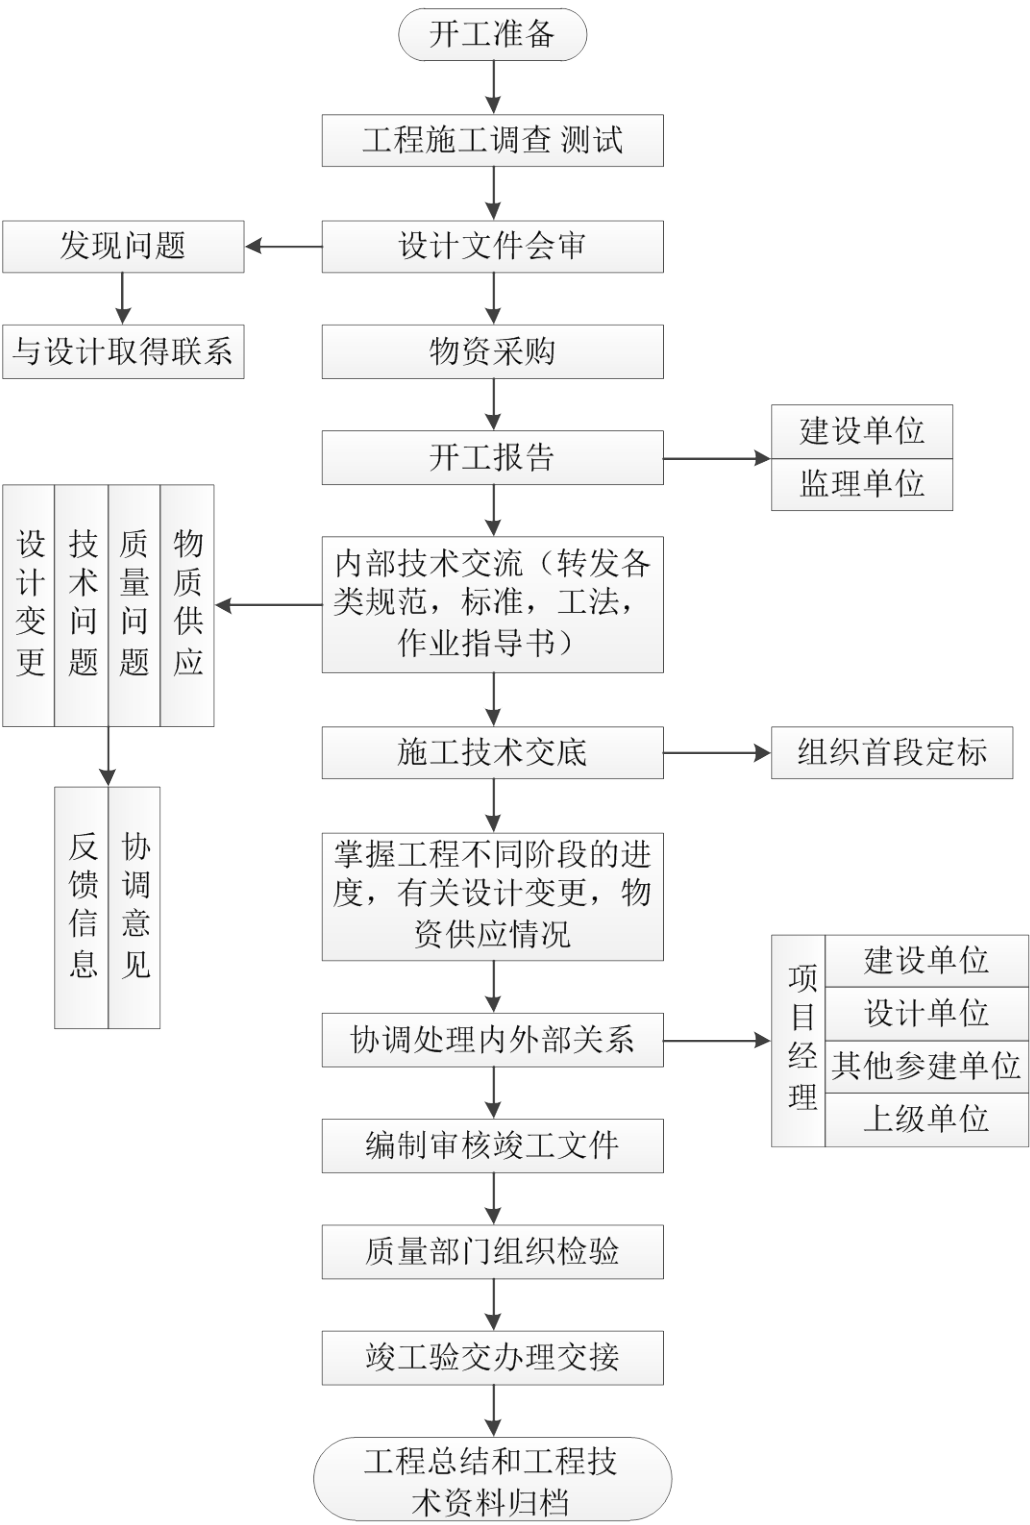 开工准备
工程施工调查 测试
发现问题
设计文件会审
与设计取得联系
物资采购
开工报告
建设单位
监理单位
设计变更
技术问题
质量问题
物质供应
内部技术交流（转发各
类规范，标准，工法，
作业指导书）
施工技术交底
组织首段定标
反馈信息
协调意见
掌握工程不同阶段的进
度，有关设计变更，物
资供应情况
协调处理内外部关系
项目经理
建设单位
设计单位
其他参建单位
上级单位
编制审核竣工文件
质量部门组织检验
竣工验交办理交接
工程总结和工程技
术资料归档